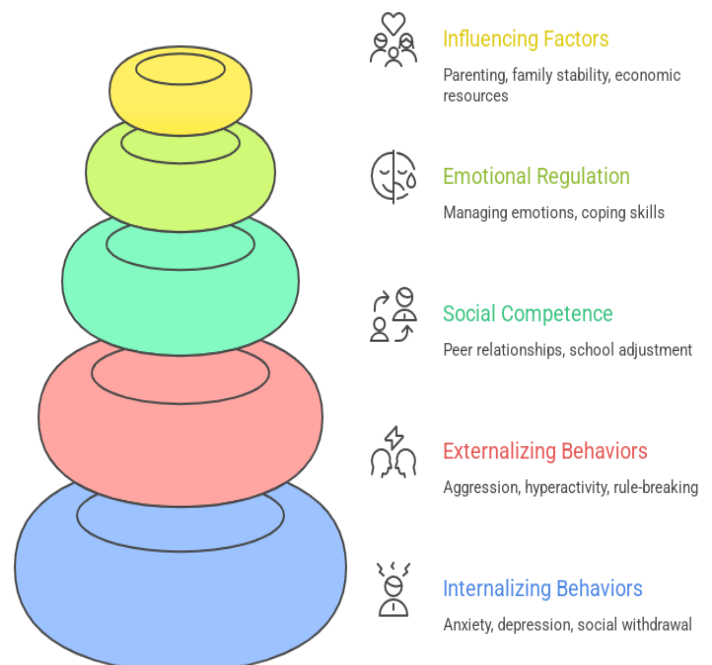 Influencing Factors
Parenting, family stability, economic
resources
Emotional Regulation
Managing emotions, coping skills
Social Competence
Peer relationships, school adjustment
Externalizing Behaviors
Aggression, hyperactivity, rule-breaking
Internalizing Behaviors
Anxiety, depression, social withdrawal